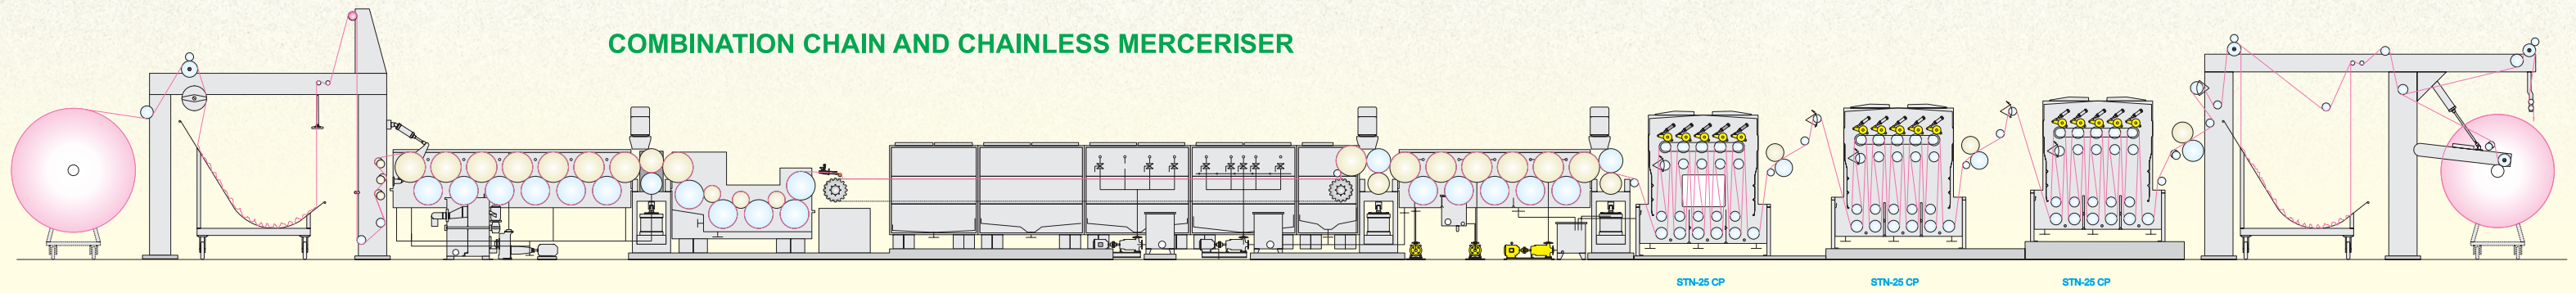 COMBINATION CHAIN AND CHAINLESS MERCERISER
STN-25 CP
STN-25 CP
STN-25 CP